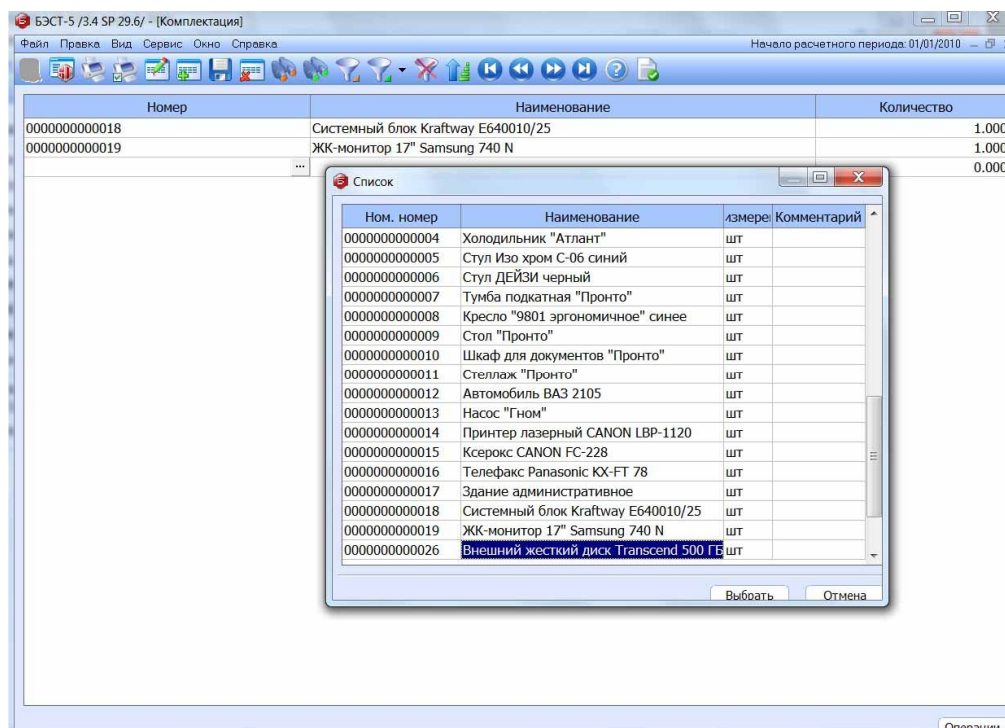 БЭСТ-5 /3.4 SP 29.6/ - [Комплектация]
Файл Правка Вид Сервис Окно Справка Начало расчетного периода: 01/01/2010
Номер Наименование Количество
0000000000018 Системный блок Kraftway E640010/25 1.000
0000000000019 ЖК-монитор 17" Samsung 740 N 1.000
... 0.000
Список
Ном. номер Наименование измере Комментарий
0000000000004 Холодильник "Атлант" шт
0000000000005 Стул Изо хром С-06 синий шт
0000000000006 Стул ДЕЙЗИ черный шт
0000000000007 Тумба подкатная "Пронто" шт
0000000000008 Кресло "9801 эргономичное" синее шт
0000000000009 Стол "Пронто" шт
0000000000010 Шкаф для документов "Пронто" шт
0000000000011 Стеллаж "Пронто" шт
0000000000012 Автомобиль ВАЗ 2105 шт
0000000000013 Насос "Гном" шт
0000000000014 Принтер лазерный CANON LBP-1120 шт
0000000000015 Ксерокс CANON FC-228 шт
0000000000016 Телефакс Panasonic KX-FT 78 шт
0000000000017 Здание административное шт
0000000000018 Системный блок Kraftway E640010/25 шт
0000000000019 ЖК-монитор 17" Samsung 740 N шт
0000000000026 Внешний жесткий диск Transcend 500 ГБ шт
Выбрать Отмена
Операции